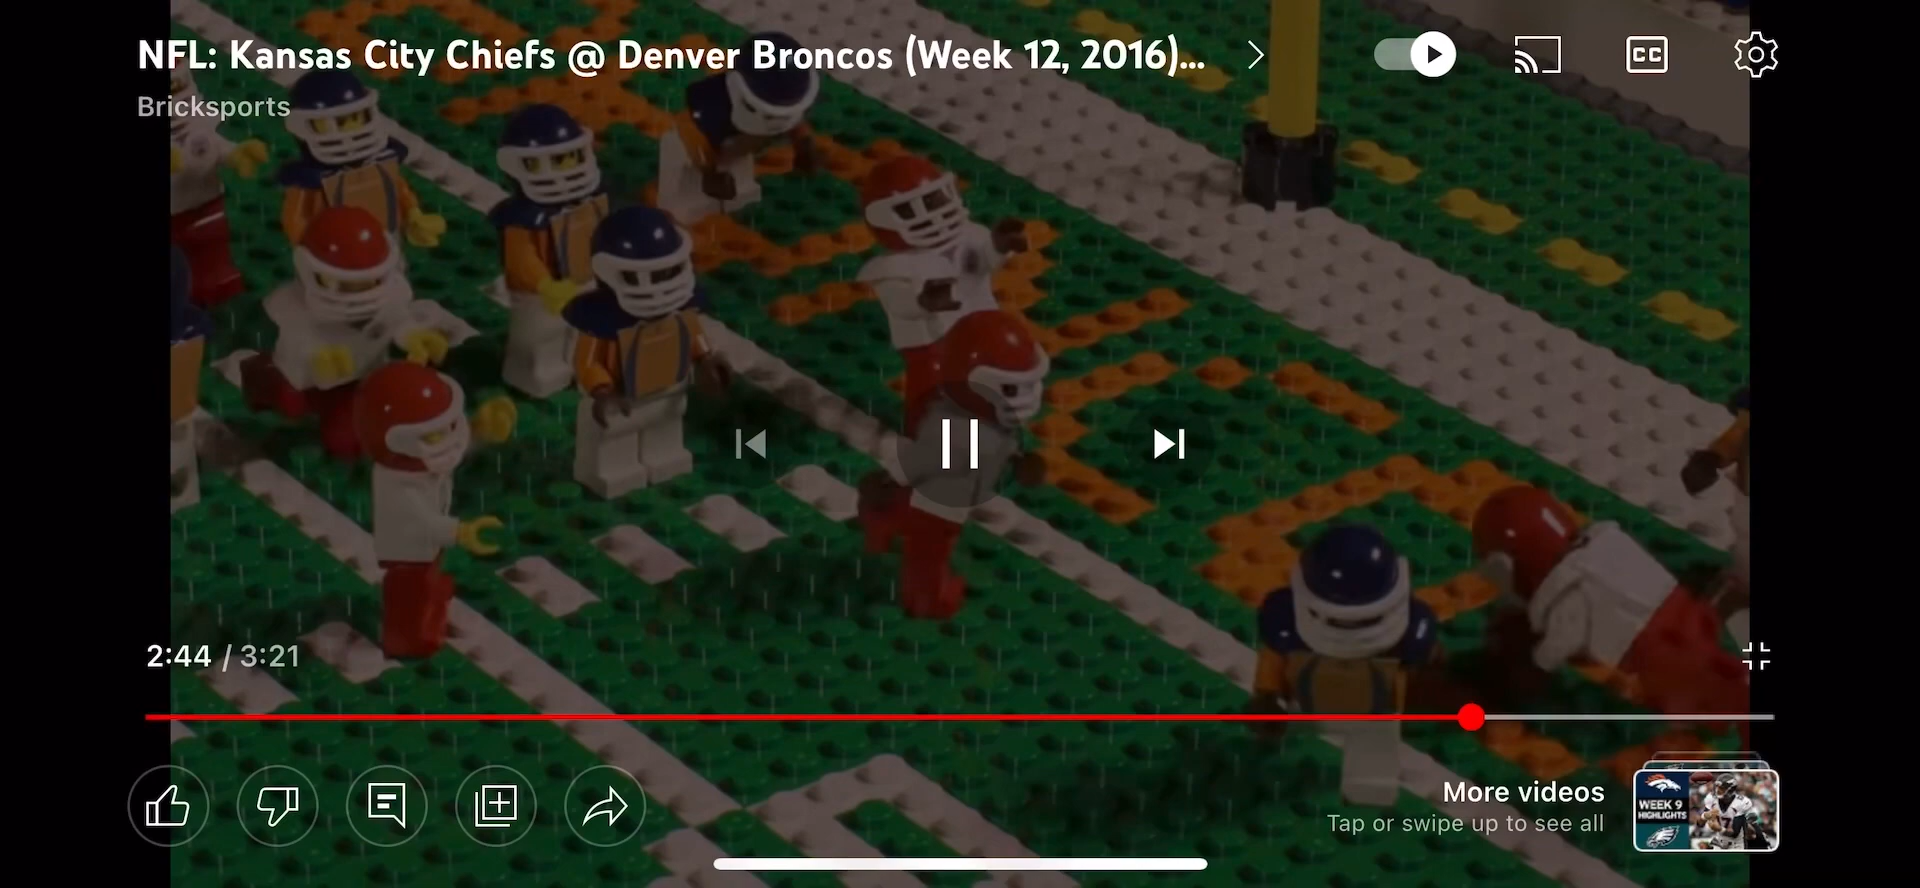 NFL: Kansas City Chiefs @ Denver Broncos (Week 12, 2016)...
Bricksports
CC
2:44 / 3:21
More videos
Tap or swipe up to see all
WEEK 9
HIGHLIGHTS